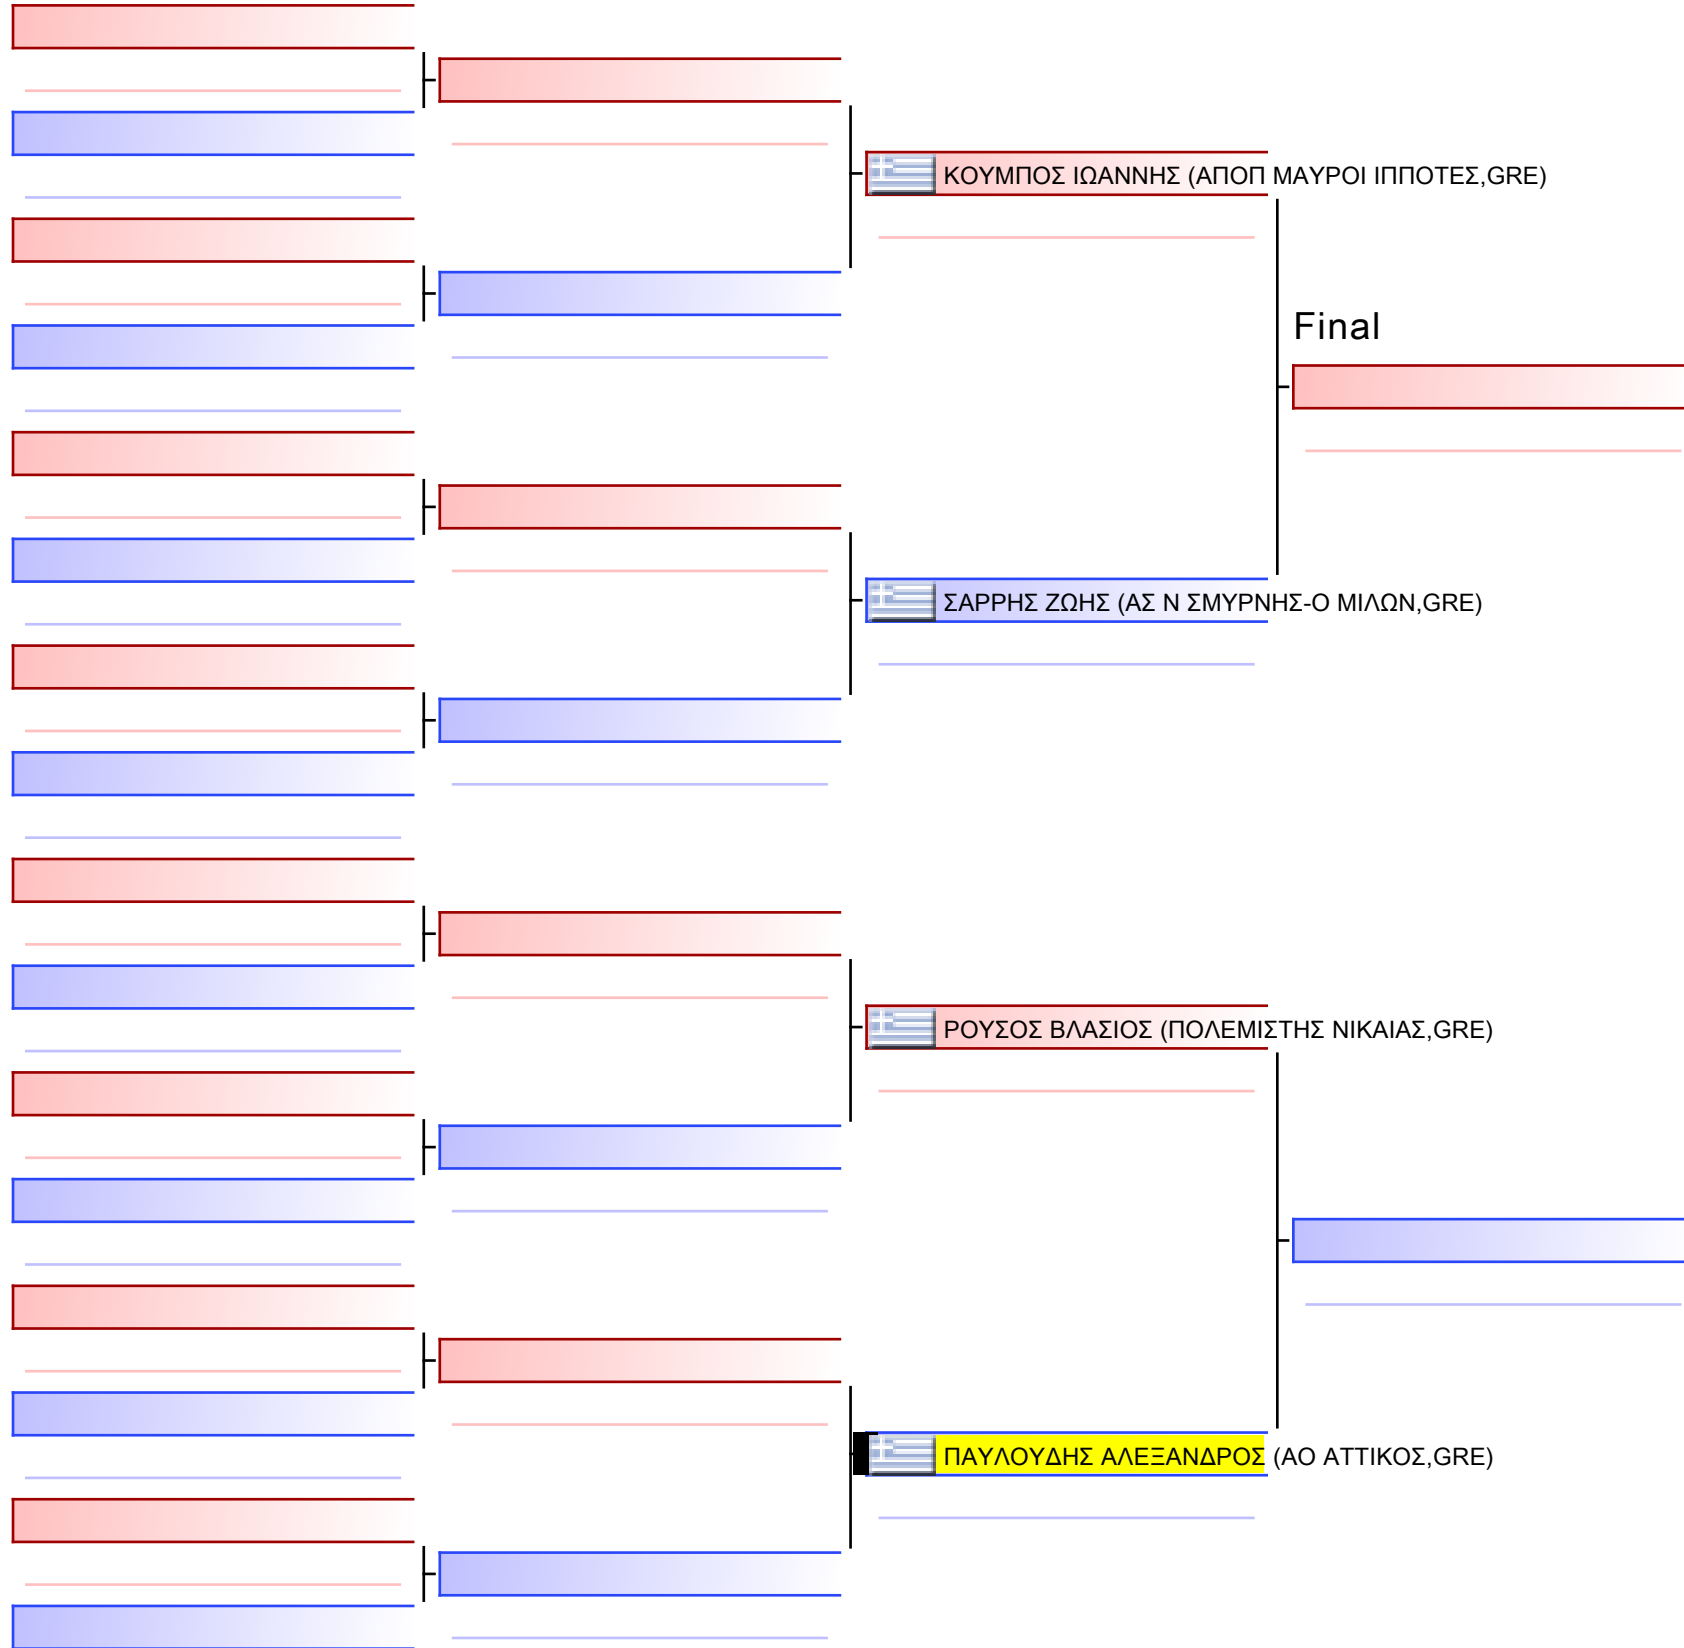 ΚΟΥΜΠΟΣ ΙΩΑΝΝΗΣ (ΑΠΟΠ ΜΑΥΡΟΙ ΙΠΠΟΤΕΣ,GRE)
Final
ΣΑΡΡΗΣ ΖΩΗΣ (ΑΣ Ν ΣΜΥΡΝΗΣ-Ο ΜΙΛΩΝ,GRE)
ΡΟΥΣΟΣ ΒΛΑΣΙΟΣ (ΠΟΛΕΜΙΣΤΗΣ ΝΙΚΑΙΑΣ,GRE)
ΠΑΥΛΟΥΔΗΣ ΑΛΕΞΑΝΔΡΟΣ (ΑΟ ΑΤΤΙΚΟΣ,GRE)